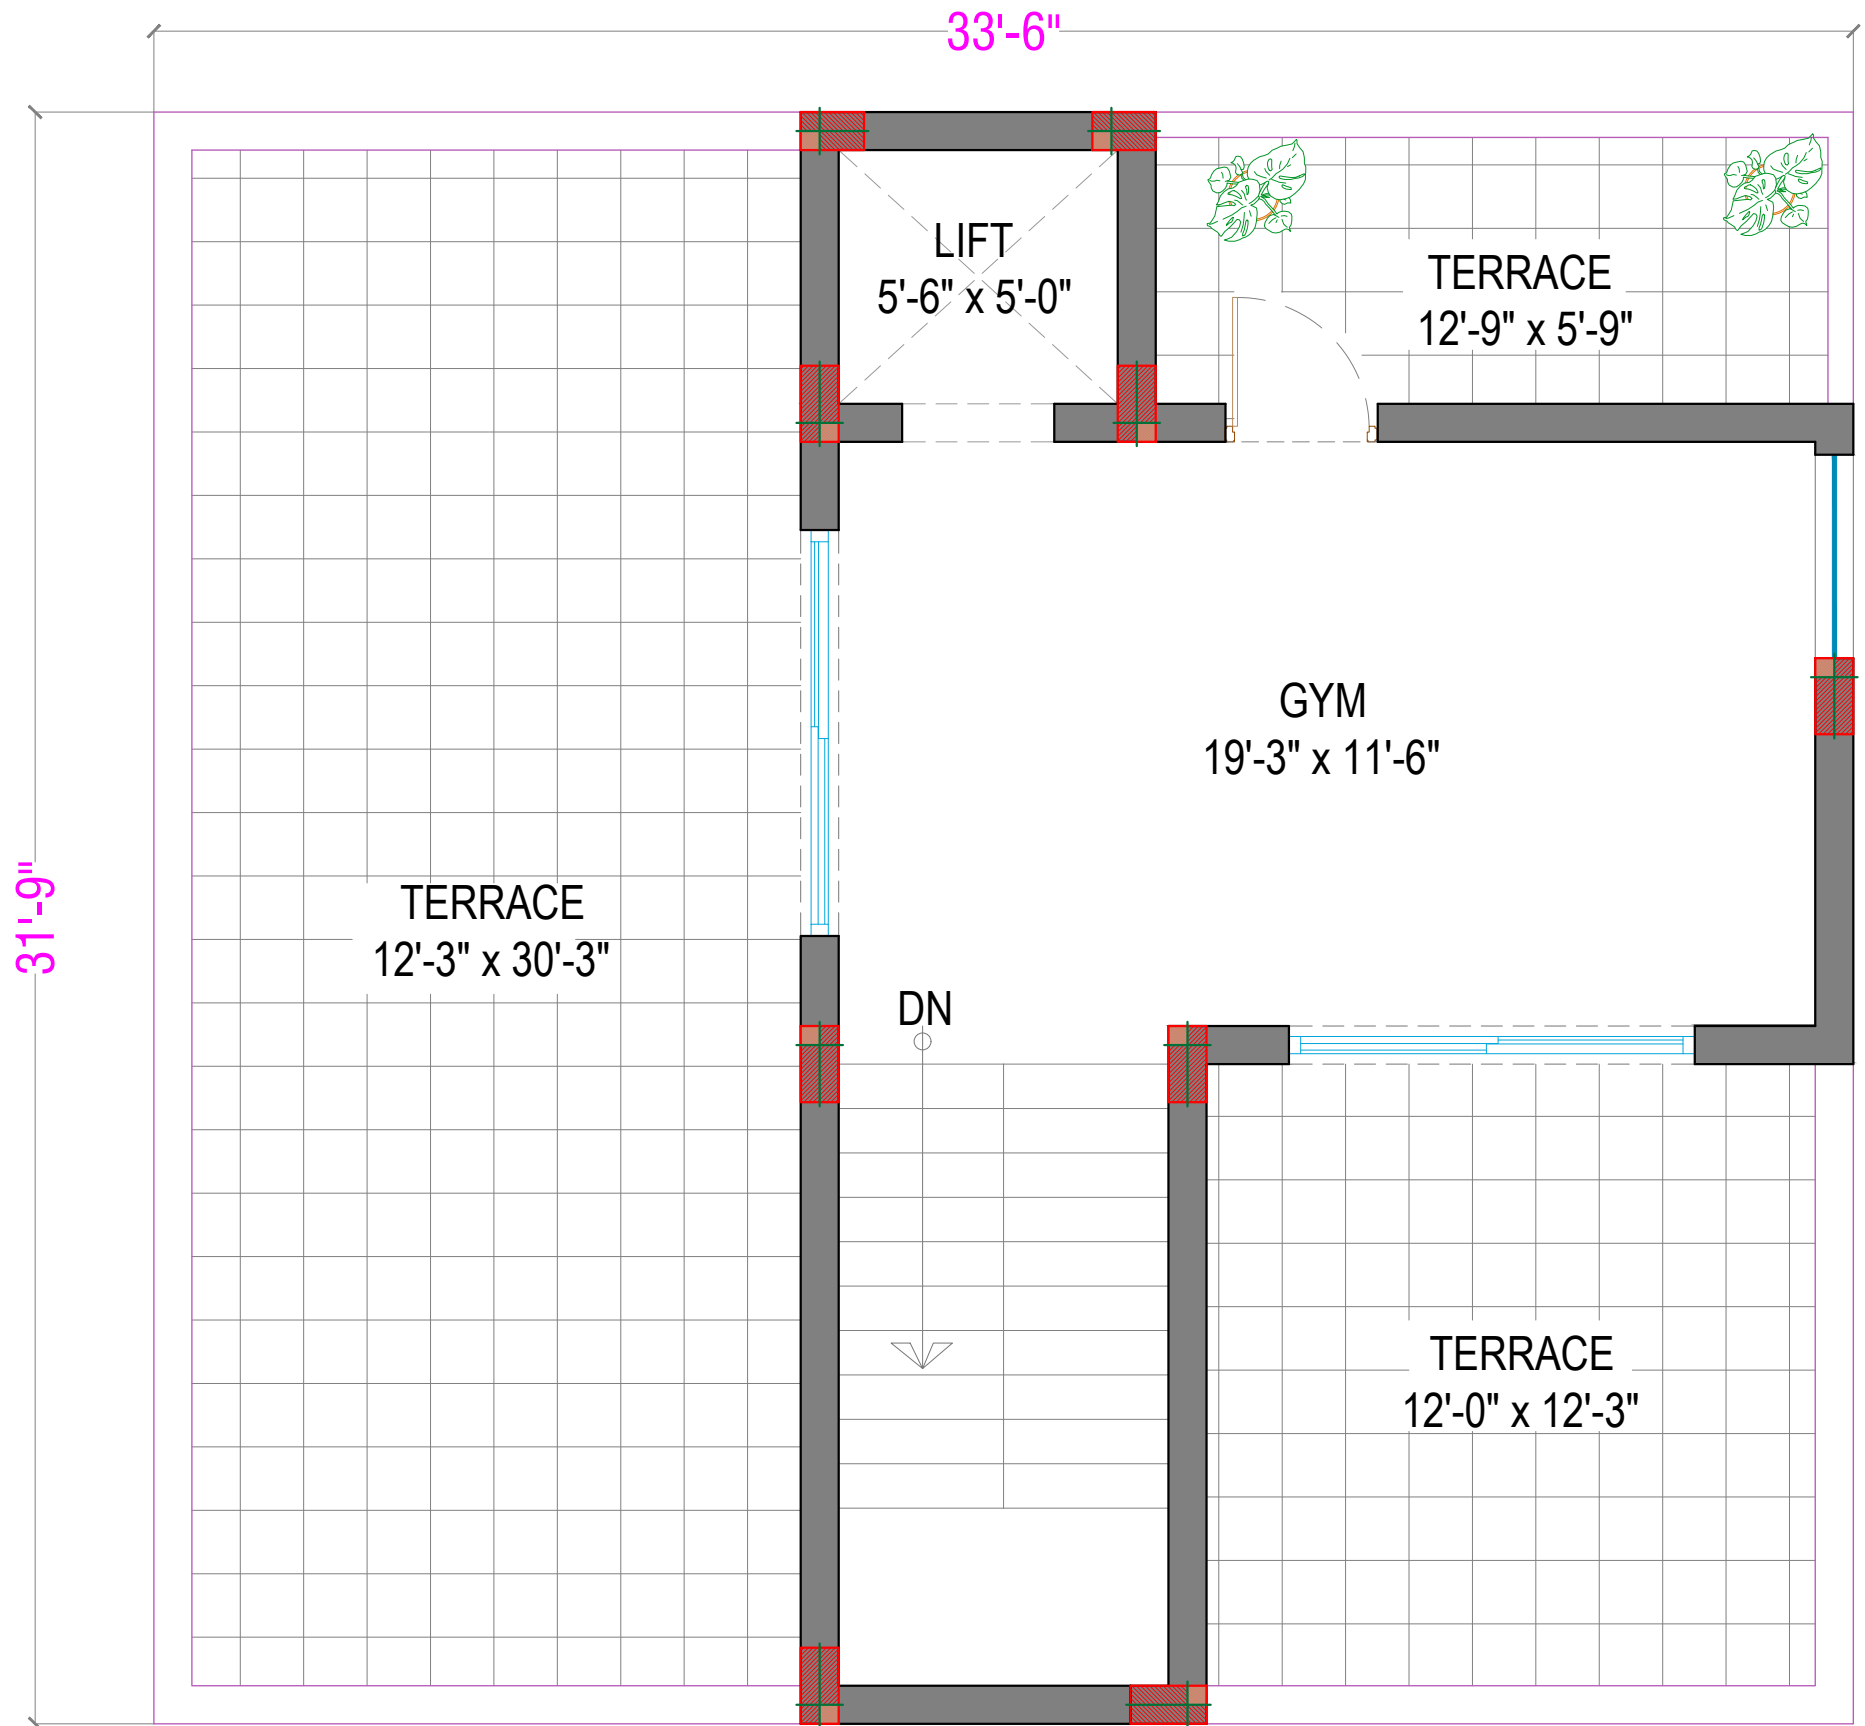 33'-6"
LIFT
5'-6" x 5'-0"
TERRACE
12'-9" x 5'-9"
GYM
19'-3" x 11'-6"
31'-9"
TERRACE
12'-3" x 30'-3"
DN
TERRACE
12'-0" x 12'-3"